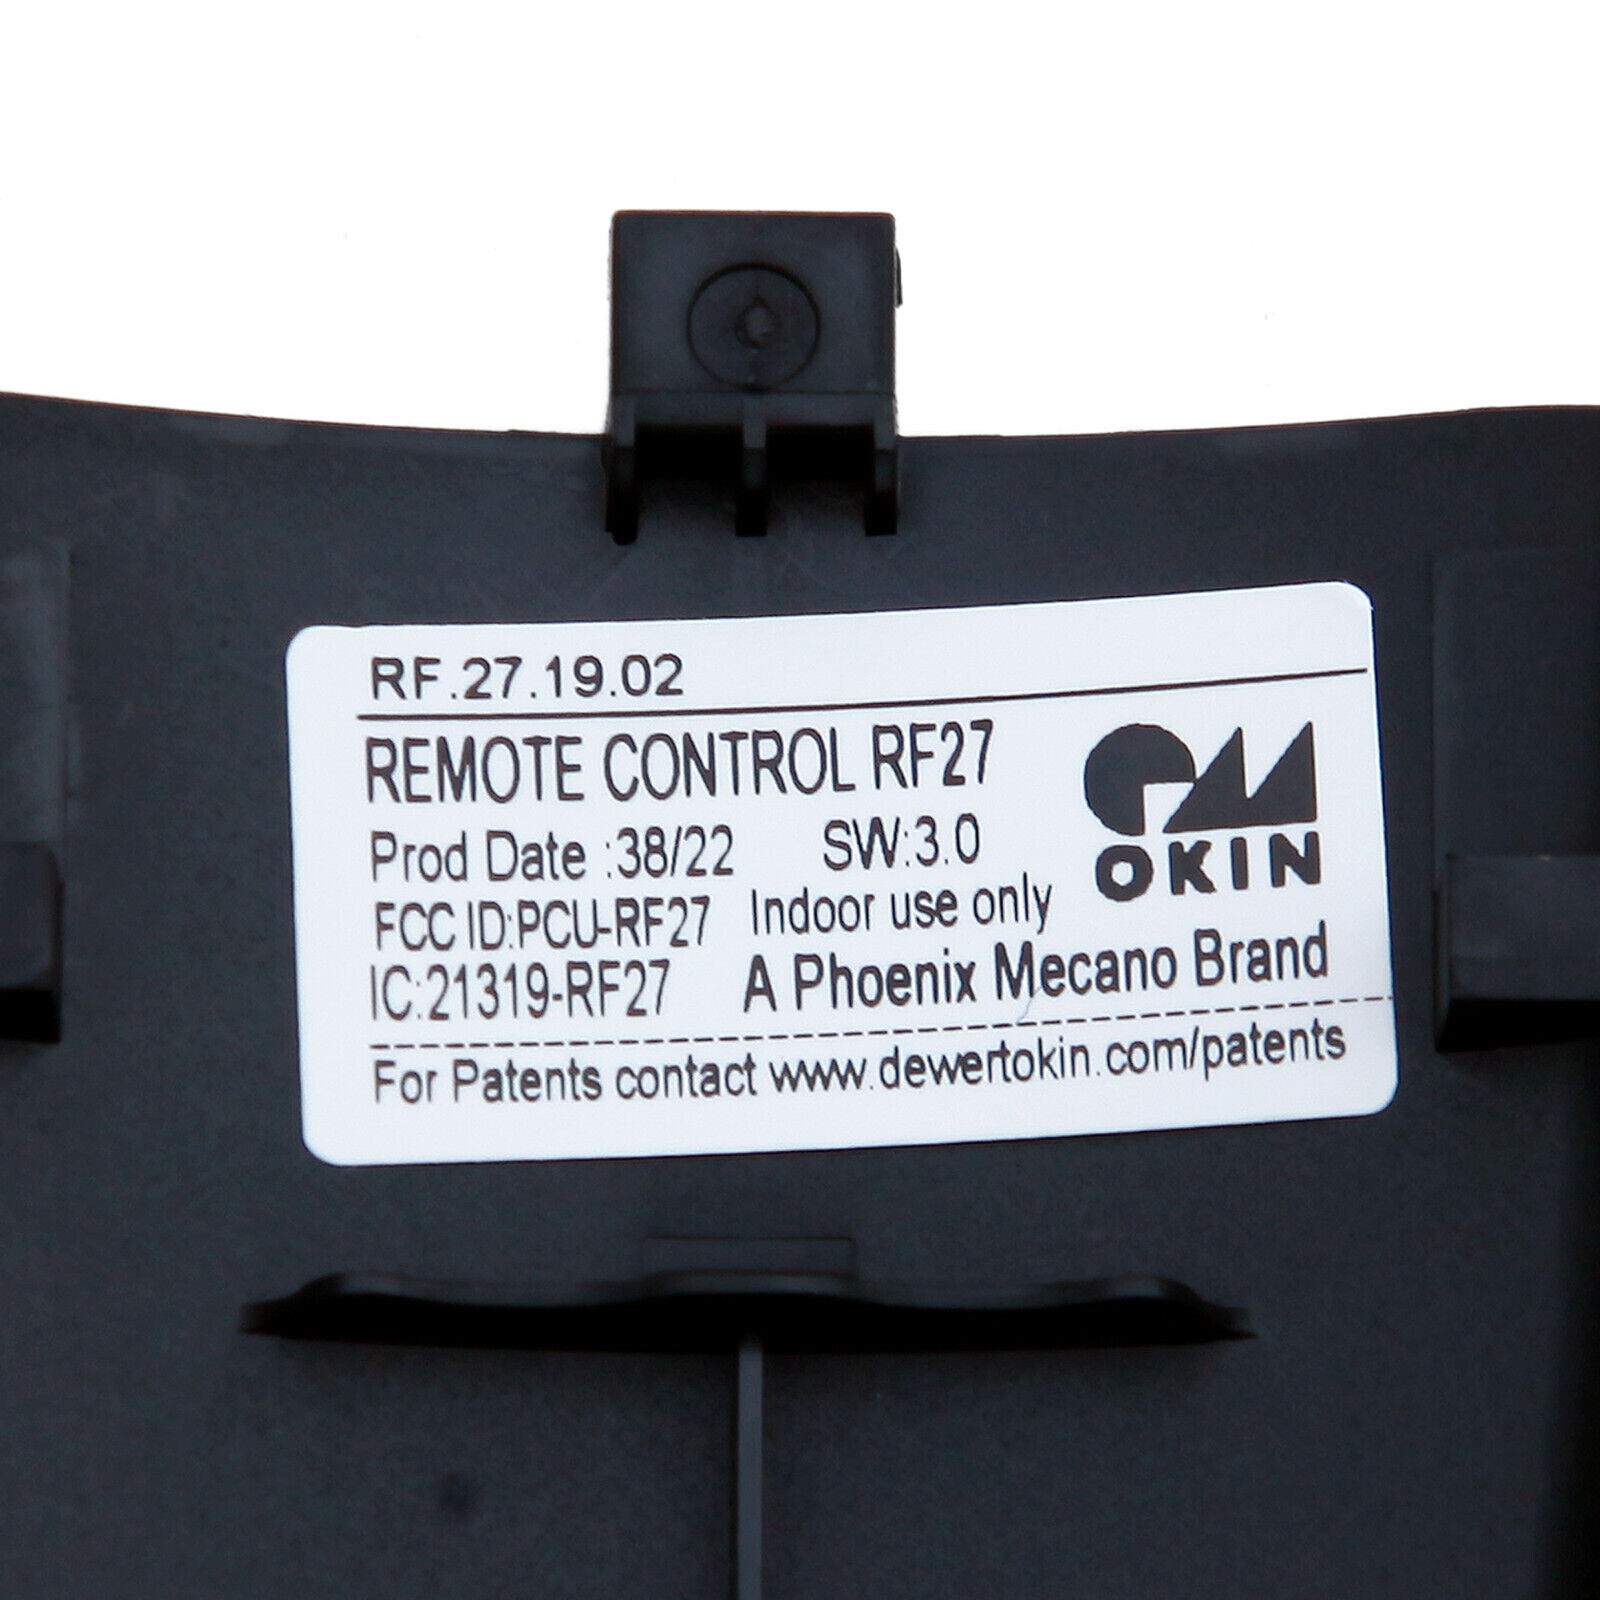 RF.27.19.02
REMOTE CONTROL RF27
Prod Date :38/22 SW:3.0
OKIN
FCC ID:PCU-RF27 Indoor use only
IC:21319-RF27 A Phoenix Mecano Brand
For Patents contact www.dewertokin.com/patents